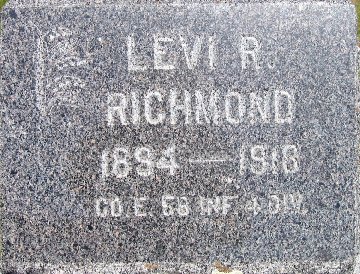 LEVI R.
RICHMOND
1894 — 1918
CO. E. 58 INF. 4. DIV.